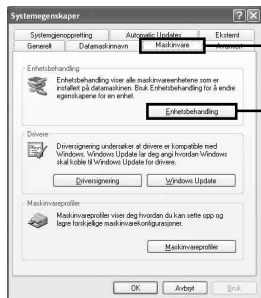 Systemegenskaper
Systemgjenoppretting Automatic Updates Eksternt
Generelt Datamaskinnavn Maskinvare Avansert
Enhetsbehandling
Enhetsbehandling viser alle maskinvareenhetene som er
installert på datamaskinen. Bruk Enhetsbehandling for å endre
egenskapene for en enhet.
Enhetsbehandling
Drivere
Driversignering undersøker at drivere er kompatible med
Windows. Windows Update lar deg angi hvordan Windows
skal koble til Windows Update for drivere.
Driversignering Windows Update
Maskinvareprofiler
Maskinvareprofiler viser deg hvordan du kan sette opp og
lagre forskjellige maskinvarekonfigurasjoner.
Maskinvareprofiler
OK Avbryt Bruk